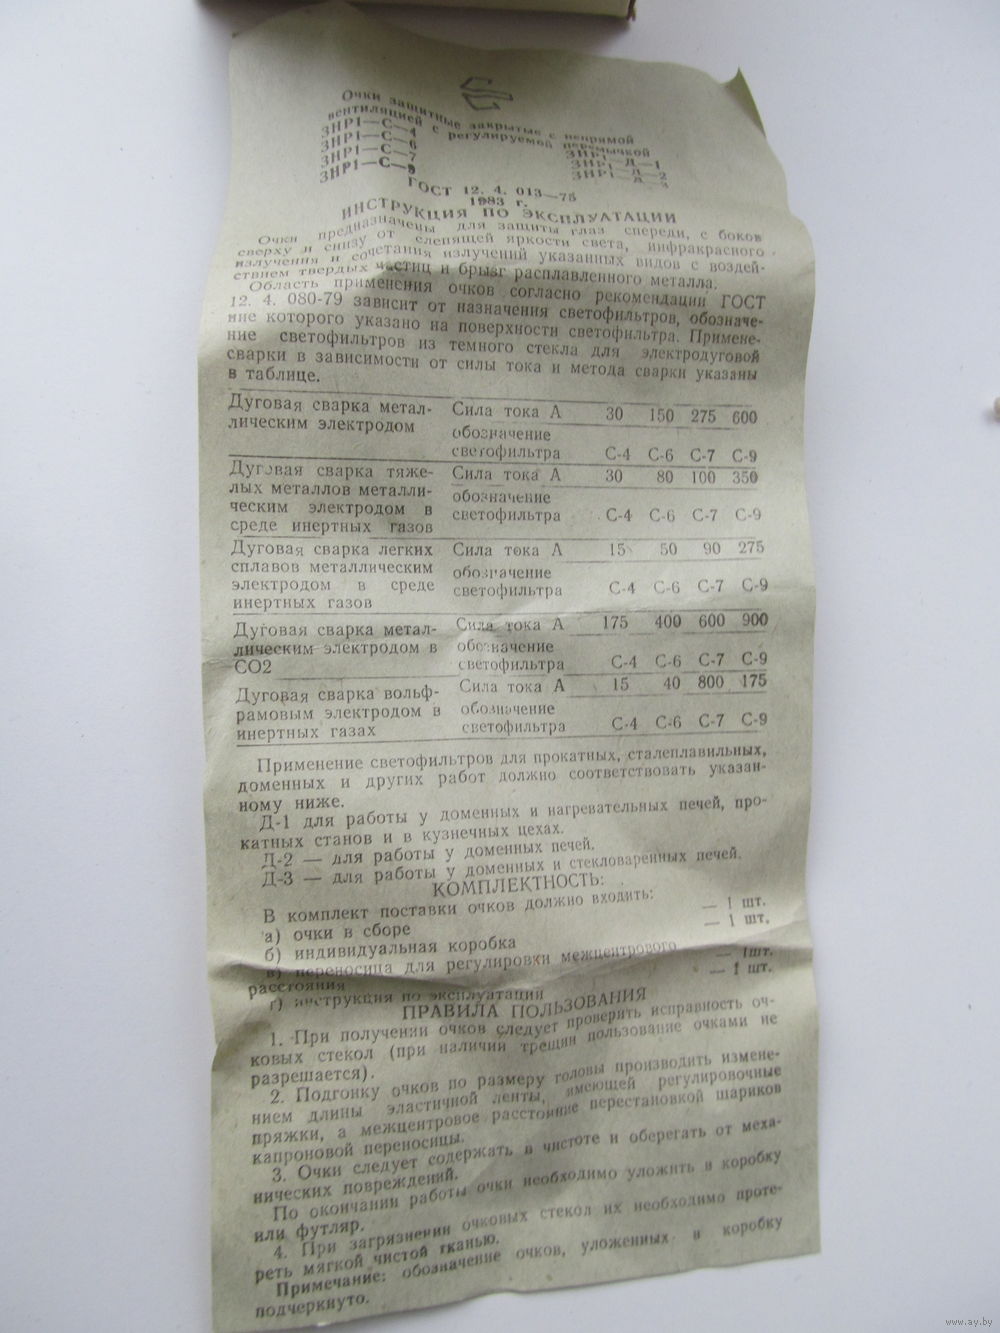 Очки защитные закрытые с непрямой
вентиляцией с регулируемой перемычкой
ЗНР1—С—4 ЗНР1—Д—1
ЗНР1—С—6 ЗНР1—Д—2
ЗНР1—С—7 ЗНР1—Д—3
ЗНР1—С—9
ГОСТ 12. 4. 013—75
1983 г.
ИНСТРУКЦИЯ ПО ЭКСПЛУАТАЦИИ
Очки предназначены для защиты глаз спереди, с боков
сверху и снизу от слепящей яркости света, инфракрасного
излучения и сочетания излучений указанных видов с воздей-
ствием твердых частиц и брызг расплавленного металла.
Область применения очков согласно рекомендации ГОСТ
12. 4. 080-79 зависит от назначения светофильтров, обозначе-
ние которого указано на поверхности светофильтра. Примене-
ние светофильтров из темного стекла для электродуговой
сварки в зависимости от силы тока и метода сварки указаны
в таблице.
Дуговая сварка метал- Сила тока А 30 150 275 600
лическим электродом обозначение
светофильтра С-4 С-6 С-7 С-9
Дуговая сварка тяже- Сила тока А 30 80 100 350
лых металлов металли- обозначение
ческим электродом в светофильтра С-4 С-6 С-7 С-9
среде инертных газов
Дуговая сварка легких Сила тока А 15 50 90 275
сплавов металлическим обозначение
электродом в среде светофильтра С-4 С-6 С-7 С-9
инертных газов
Дуговая сварка метал- Сила тока А 175 400 600 900
лическим электродом в обозначение
СО2 светофильтра С-4 С-6 С-7 С-9
Дуговая сварка вольф- Сила тока А 15 40 800 175
рамовым электродом в обозначение
инертных газах светофильтра С-4 С-6 С-7 С-9
Применение светофильтров для прокатных, сталеплавильных,
доменных и других работ должно соответствовать указан-
ному ниже.
Д-1 для работы у доменных и нагревательных печей, про-
катных станов и в кузнечных цехах.
Д-2 — для работы у доменных печей.
Д-3 — для работы у доменных и стекловаренных печей.
КОМПЛЕКТНОСТЬ:
В комплект поставки очков должно входить:
а) очки в сборе — 1 шт.
б) индивидуальная коробка — 1 шт.
в) переносица для регулировки межцентрового
расстояния — 1шт.
г) инструкция по эксплуатации — 1 шт.
ПРАВИЛА ПОЛЬЗОВАНИЯ
1. При получении очков следует проверить исправность оч-
ковых стекол (при наличии трещин пользование очками не
разрешается).
2. Подгонку очков по размеру головы производить измене-
нием длины эластичной ленты, имеющей регулировочные
пряжки, а межцентровое расстояние перестановкой шариков
капроновой переносицы.
3. Очки следует содержать в чистоте и оберегать от меха-
нических повреждений.
По окончании работы очки необходимо уложить в коробку
или футляр.
4. При загрязнении очковых стекол их необходимо проте-
реть мягкой чистой тканью.
Примечание: обозначение очков, уложенных в коробку
подчеркнуто.
www.ay.by